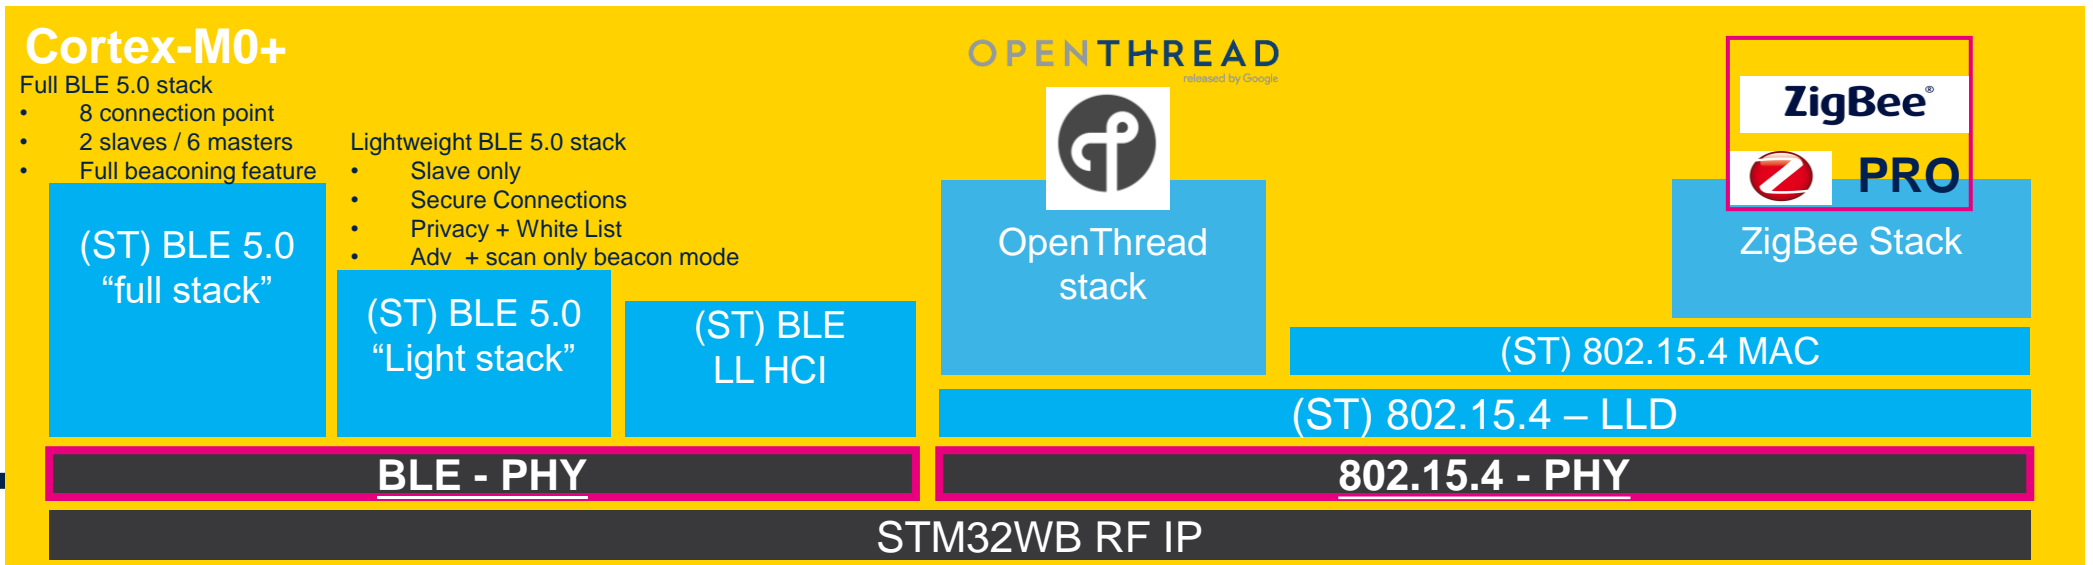 Cortex-M0+
Full BLE 5.0 stack
• 8 connection point
• 2 slaves / 6 masters
• Full beaconing feature
Lightweight BLE 5.0 stack
• Slave only
• Secure Connections
• Privacy + White List
• Adv + scan only beacon mode
OPENTHREAD
released by Google
ZigBee®
PRO
(ST) BLE 5.0
“full stack”
(ST) BLE 5.0
“Light stack”
(ST) BLE
LL HCI
OpenThread
stack
ZigBee Stack
(ST) 802.15.4 MAC
(ST) 802.15.4 – LLD
BLE - PHY
802.15.4 - PHY
STM32WB RF IP